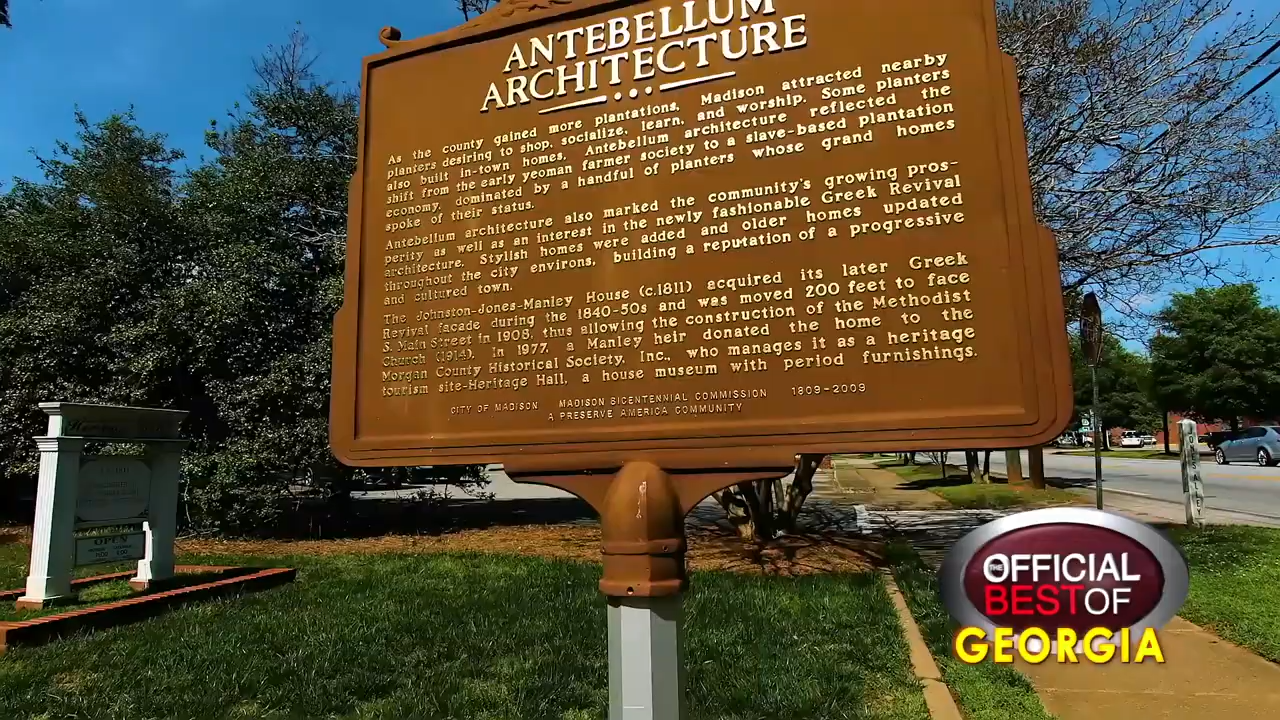 ANTEBELLUM
ARCHITECTURE
As the county gained more plantations, Madison attracted nearby
planters desiring to shop, socialize, learn, and worship. Some planters
also built in-town homes. Antebellum architecture reflected the
shift from the early yeoman farmer society to a slave-based plantation
economy, dominated by a handful of planters whose grand homes
spoke of their status.
Antebellum architecture also marked the community's growing pros-
perity as well as an interest in the newly fashionable Greek Revival
architecture. Stylish homes were added and older homes updated
throughout the city environs, building a reputation of a progressive
and cultured town.
The Johnston-Jones-Manley House (c.1811) acquired its later Greek
Revival facade during the 1840-50s and was moved 200 feet to face
S. Main Street in 1908, thus allowing the construction of the Methodist
Church (1914). In 1977, a Manley heir donated the home to the
Morgan County Historical Society, Inc., who manages it as a heritage
tourism site-Heritage Hall, a house museum with period furnishings.
CITY OF MADISON MADISON BICENTENNIAL COMMISSION 1809-2009
A PRESERVE AMERICA COMMUNITY
OPEN
THE OFFICIAL
BEST OF
GEORGIA